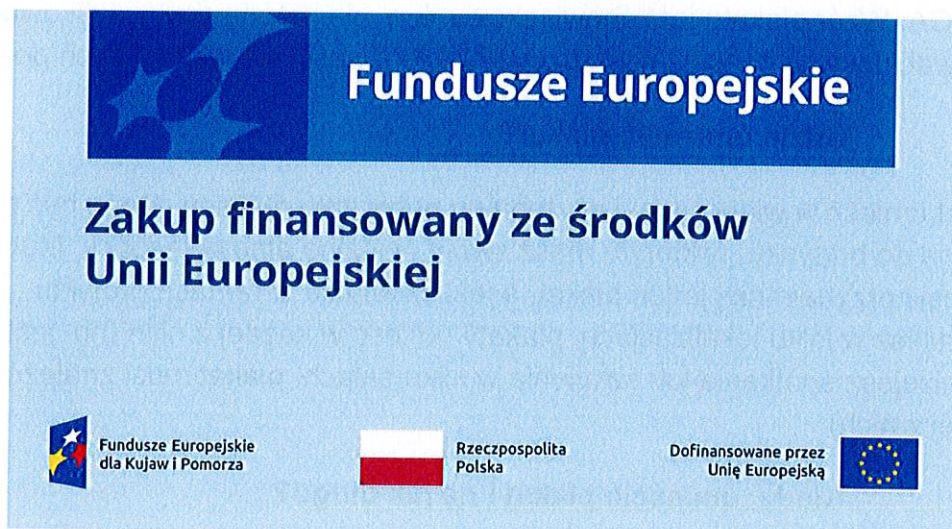 Fundusze Europejskie
Zakup finansowany ze środków
Unii Europejskiej
Fundusze Europejskie
dla Kujaw i Pomorza
Rzeczpospolita
Polska
Dofinansowane przez
Unię Europejską